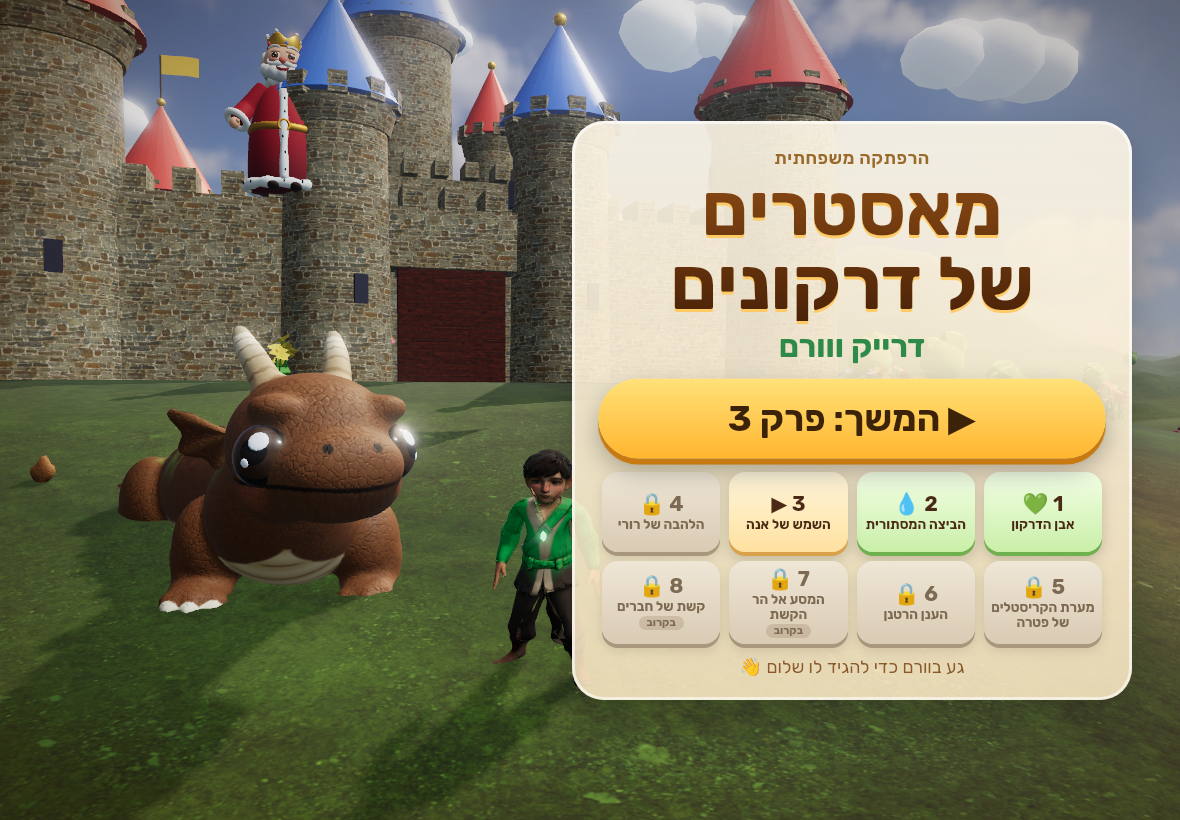 הרפתקה משפחתית
מאסטרים
של דרקונים
דרייק ווורם
▶ המשך: פרק 3
1 💚
אבן הדרקון
2 💧
הביצה המסתורית
3 ▶
השמש של אנה
4 🔒
הלהבה של רורי
5 🔒
מערת הקריסטלים
של פטרה
6 🔒
הענן הרטנן
7 🔒
המסע אל הר
הקשת
בקרוב
8 🔒
קשת של חברים
בקרוב
גע בוורם כדי להגיד לו שלום 👋